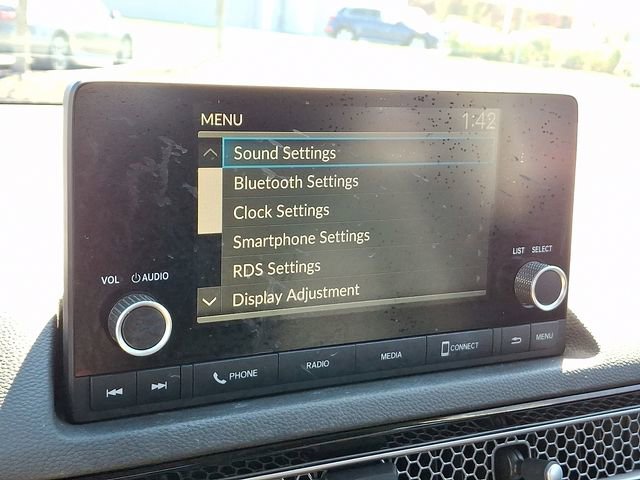 MENU 1:42
Sound Settings
Bluetooth Settings
Clock Settings
Smartphone Settings
RDS Settings
Display Adjustment
VOL AUDIO
LIST SELECT
PHONE RADIO MEDIA CONNECT MENU